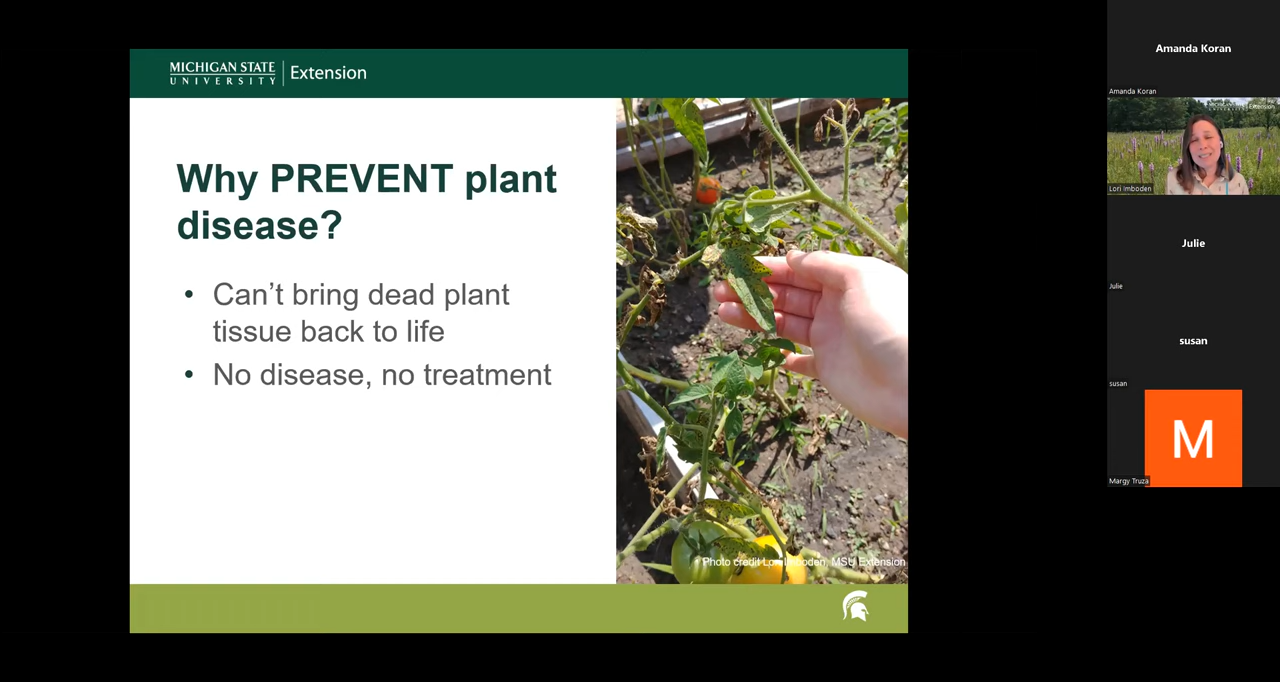 MICHIGAN STATE
UNIVERSITY
Extension
Why PREVENT plant
disease?
• Can’t bring dead plant
tissue back to life
• No disease, no treatment
Photo credit Lori Imboden, MSU Extension
Amanda Koran
Amanda Koran
Extension
Lori Imboden
Julie
Julie
susan
susan
M
Margy Truza